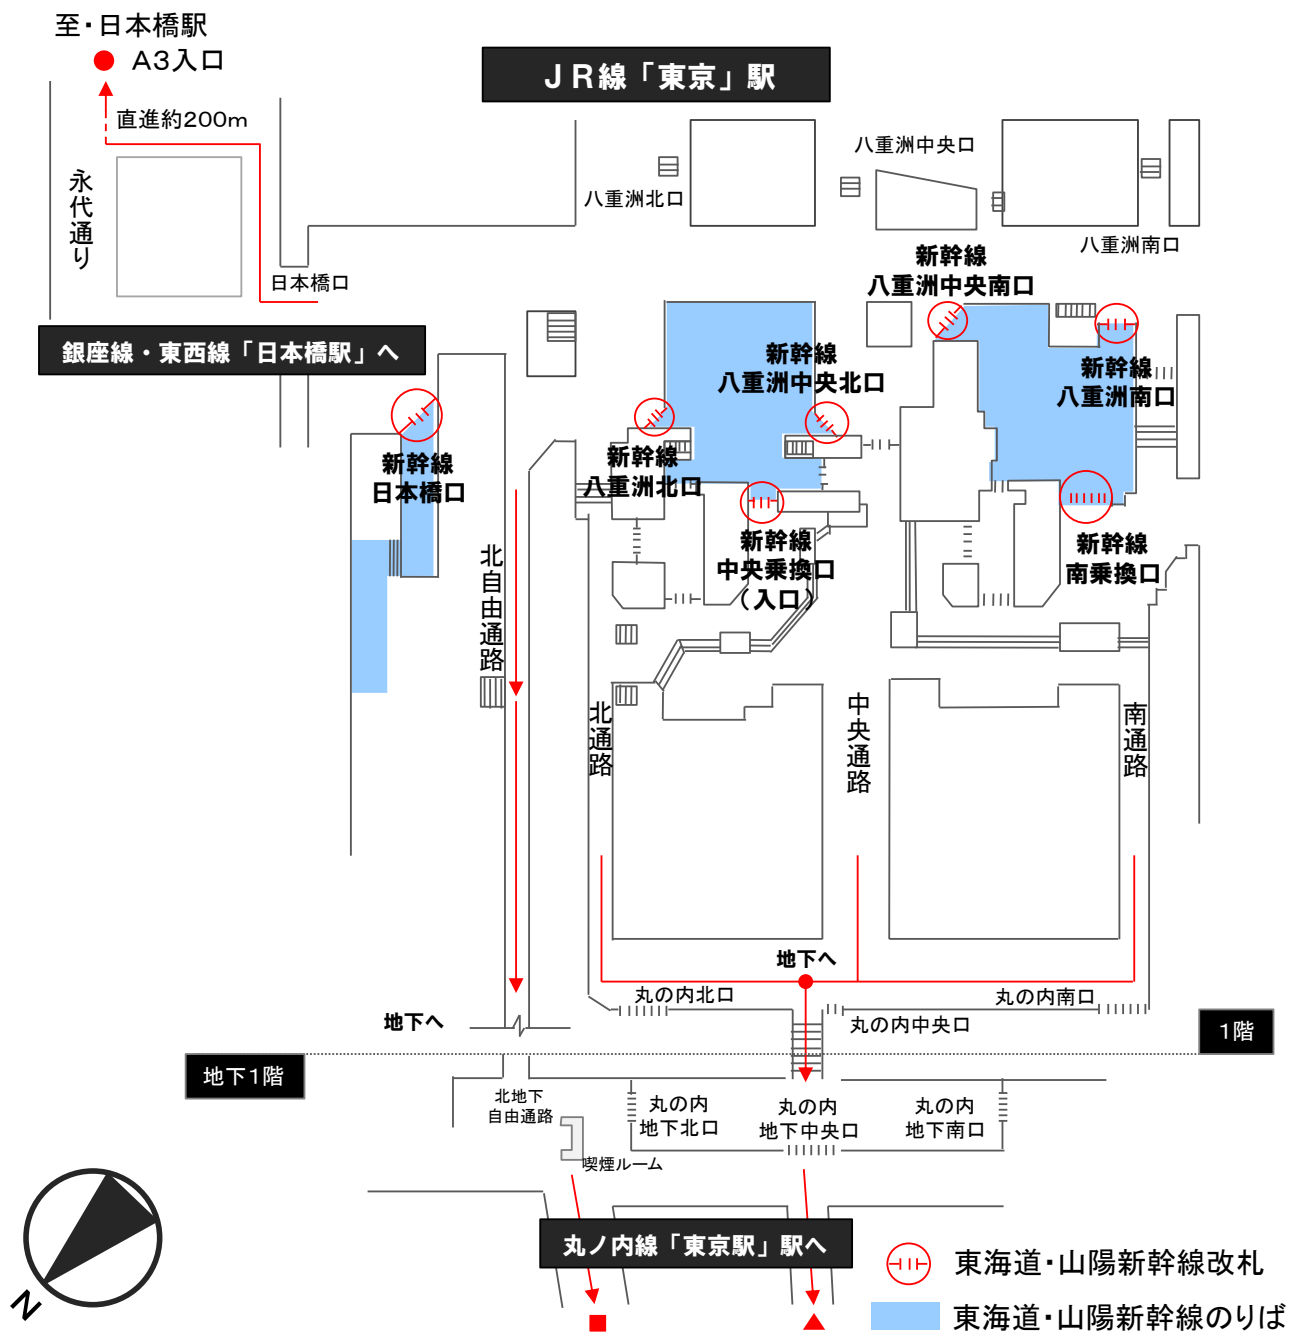 至・日本橋駅
A3入口
直進約200m
永代通り
JR線「東京」駅
八重洲北口
八重洲中央口
八重洲南口
日本橋口
新幹線
八重洲中央南口
銀座線・東西線「日本橋駅」へ
新幹線
八重洲中央北口
新幹線
八重洲南口
新幹線
日本橋口
新幹線
八重洲北口
新幹線
中央乗換口
（入口）
新幹線
南乗換口
北自由通路
北通路
中央通路
南通路
地下へ
丸の内北口
丸の内中央口
丸の内南口
地下へ
1階
地下1階
北地下
自由通路
丸の内
地下北口
丸の内
地下中央口
丸の内
地下南口
喫煙ルーム
丸ノ内線「東京駅」駅へ
N
東海道・山陽新幹線改札
東海道・山陽新幹線のりば